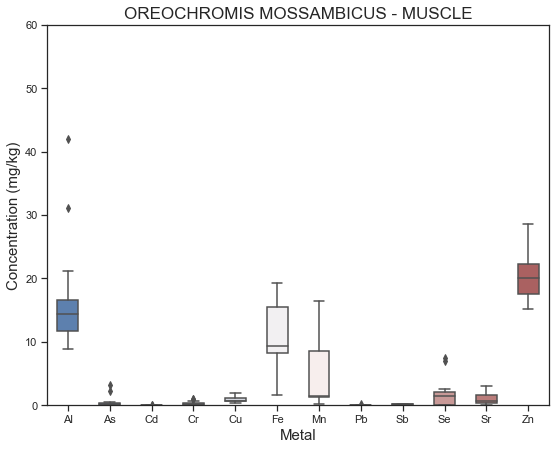 OREOCHROMIS MOSSAMBICUS - MUSCLE
60
50
40
30
20
10
0
Concentration (mg/kg)
Al As Cd Cr Cu Fe Mn Pb Sb Se Sr Zn
Metal